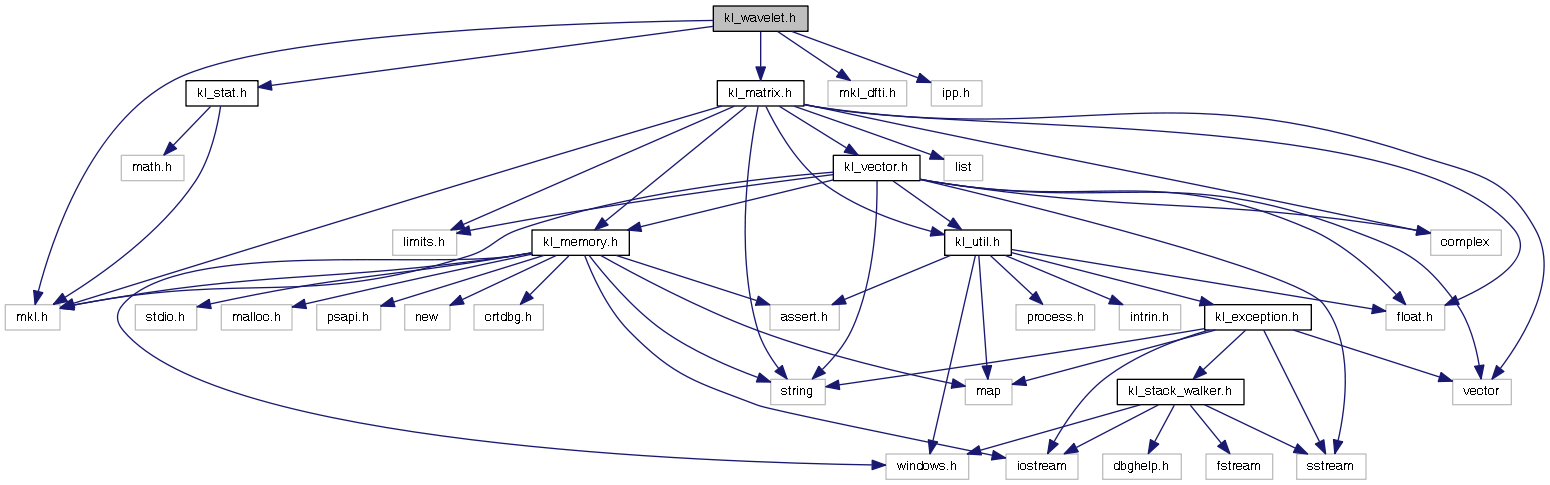 kl_wavelet.h
kl_stat.h
kl_matrix.h
mkl_dfti.h
ipp.h
math.h
kl_vector.h
list
limits.h
kl_memory.h
kl_util.h
complex
mkl.h
stdio.h
malloc.h
psapi.h
new
crtdbg.h
assert.h
process.h
intrin.h
kl_exception.h
float.h
string
map
kl_stack_walker.h
vector
windows.h
iostream
dbghelp.h
fstream
sstream